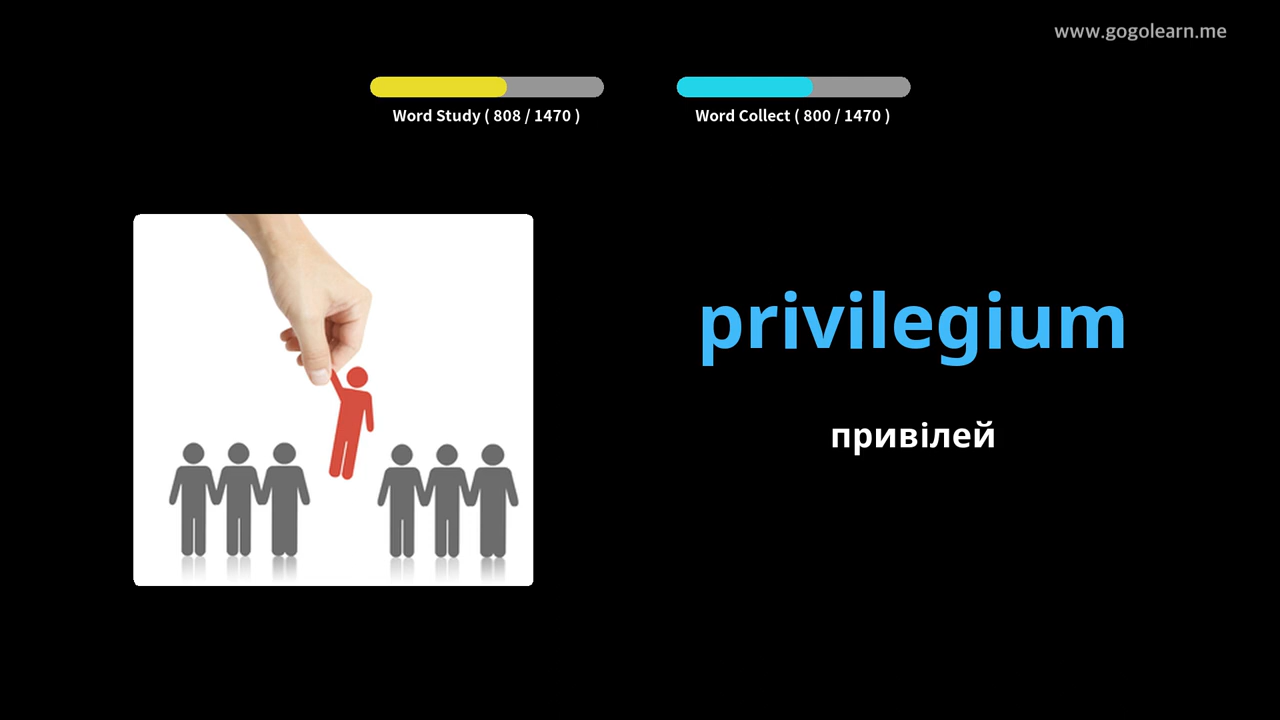 www.gogolearn.me
Word Study ( 808 / 1470 )
Word Collect ( 800 / 1470 )
privilegium
привілей